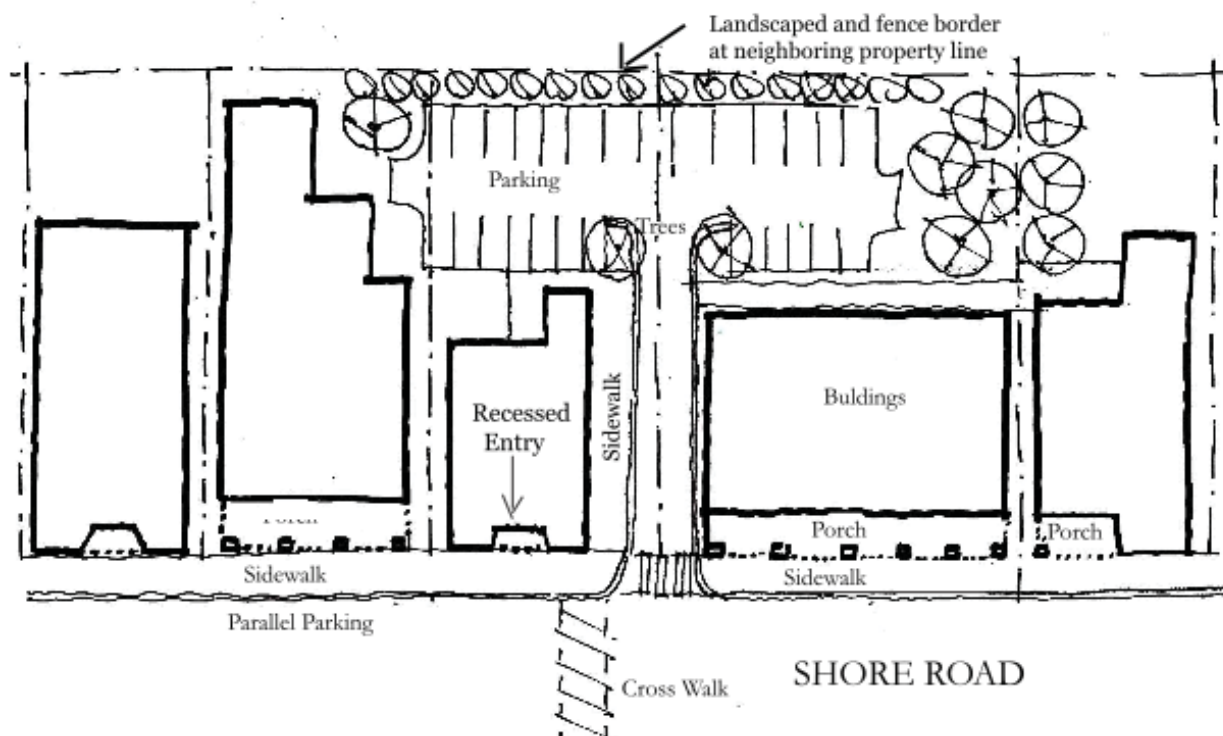 Landscaped and fence border
at neighboring property line
Parking
Trees
Sidewalk
Recessed
Entry
Buldings
Porch
Porch
Porch
Sidewalk
Sidewalk
Parallel Parking
Cross Walk
SHORE ROAD